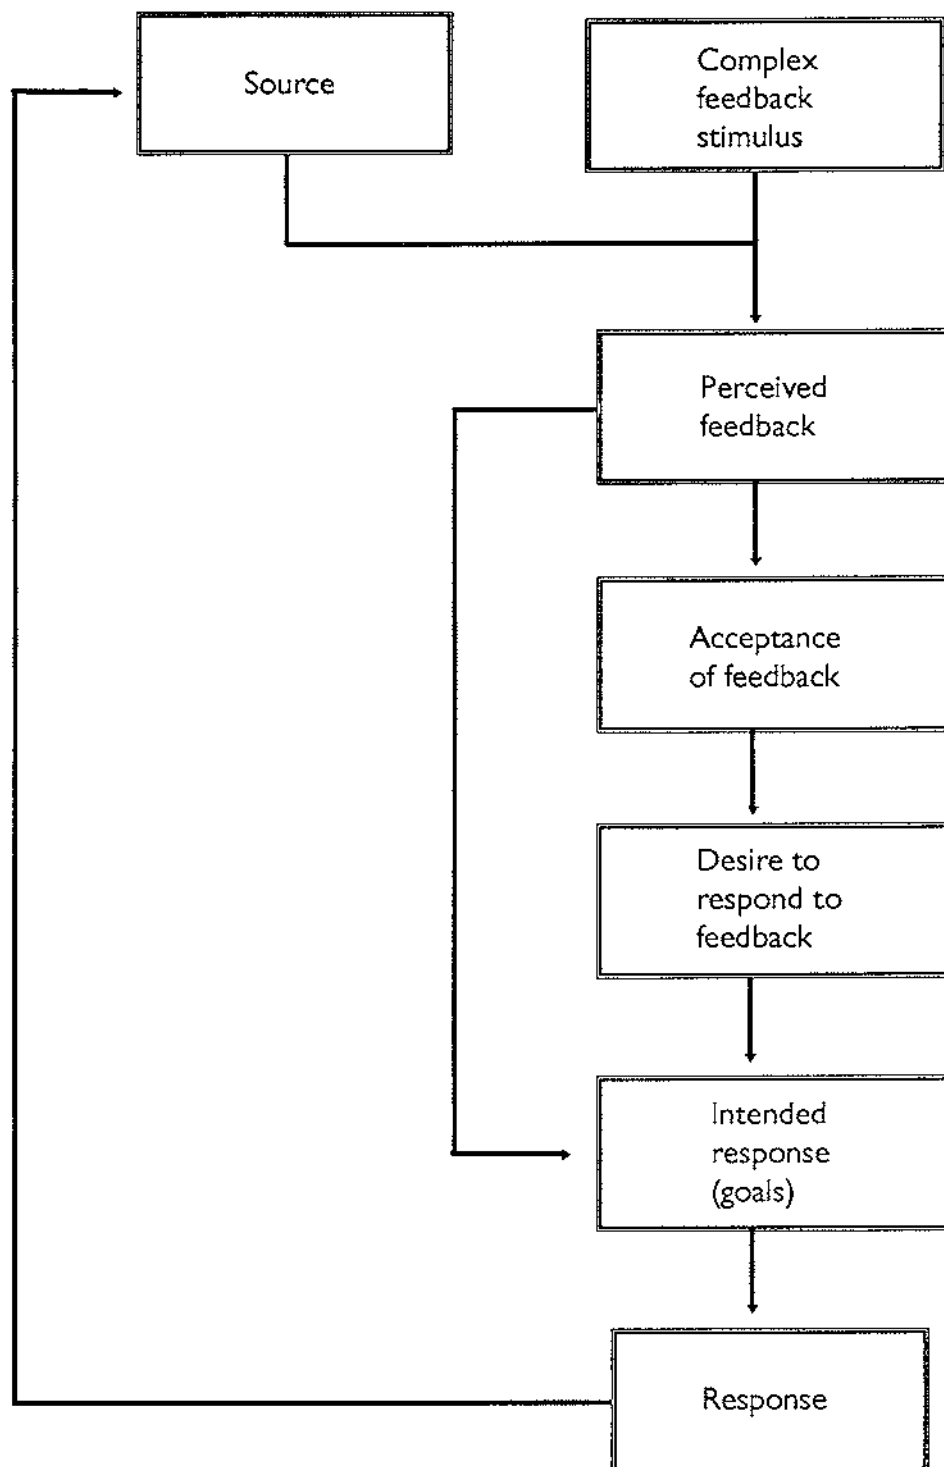 Source
Complex
feedback
stimulus
Perceived
feedback
Acceptance
of feedback
Desire to
respond to
feedback
Intended
response
(goals)
Response